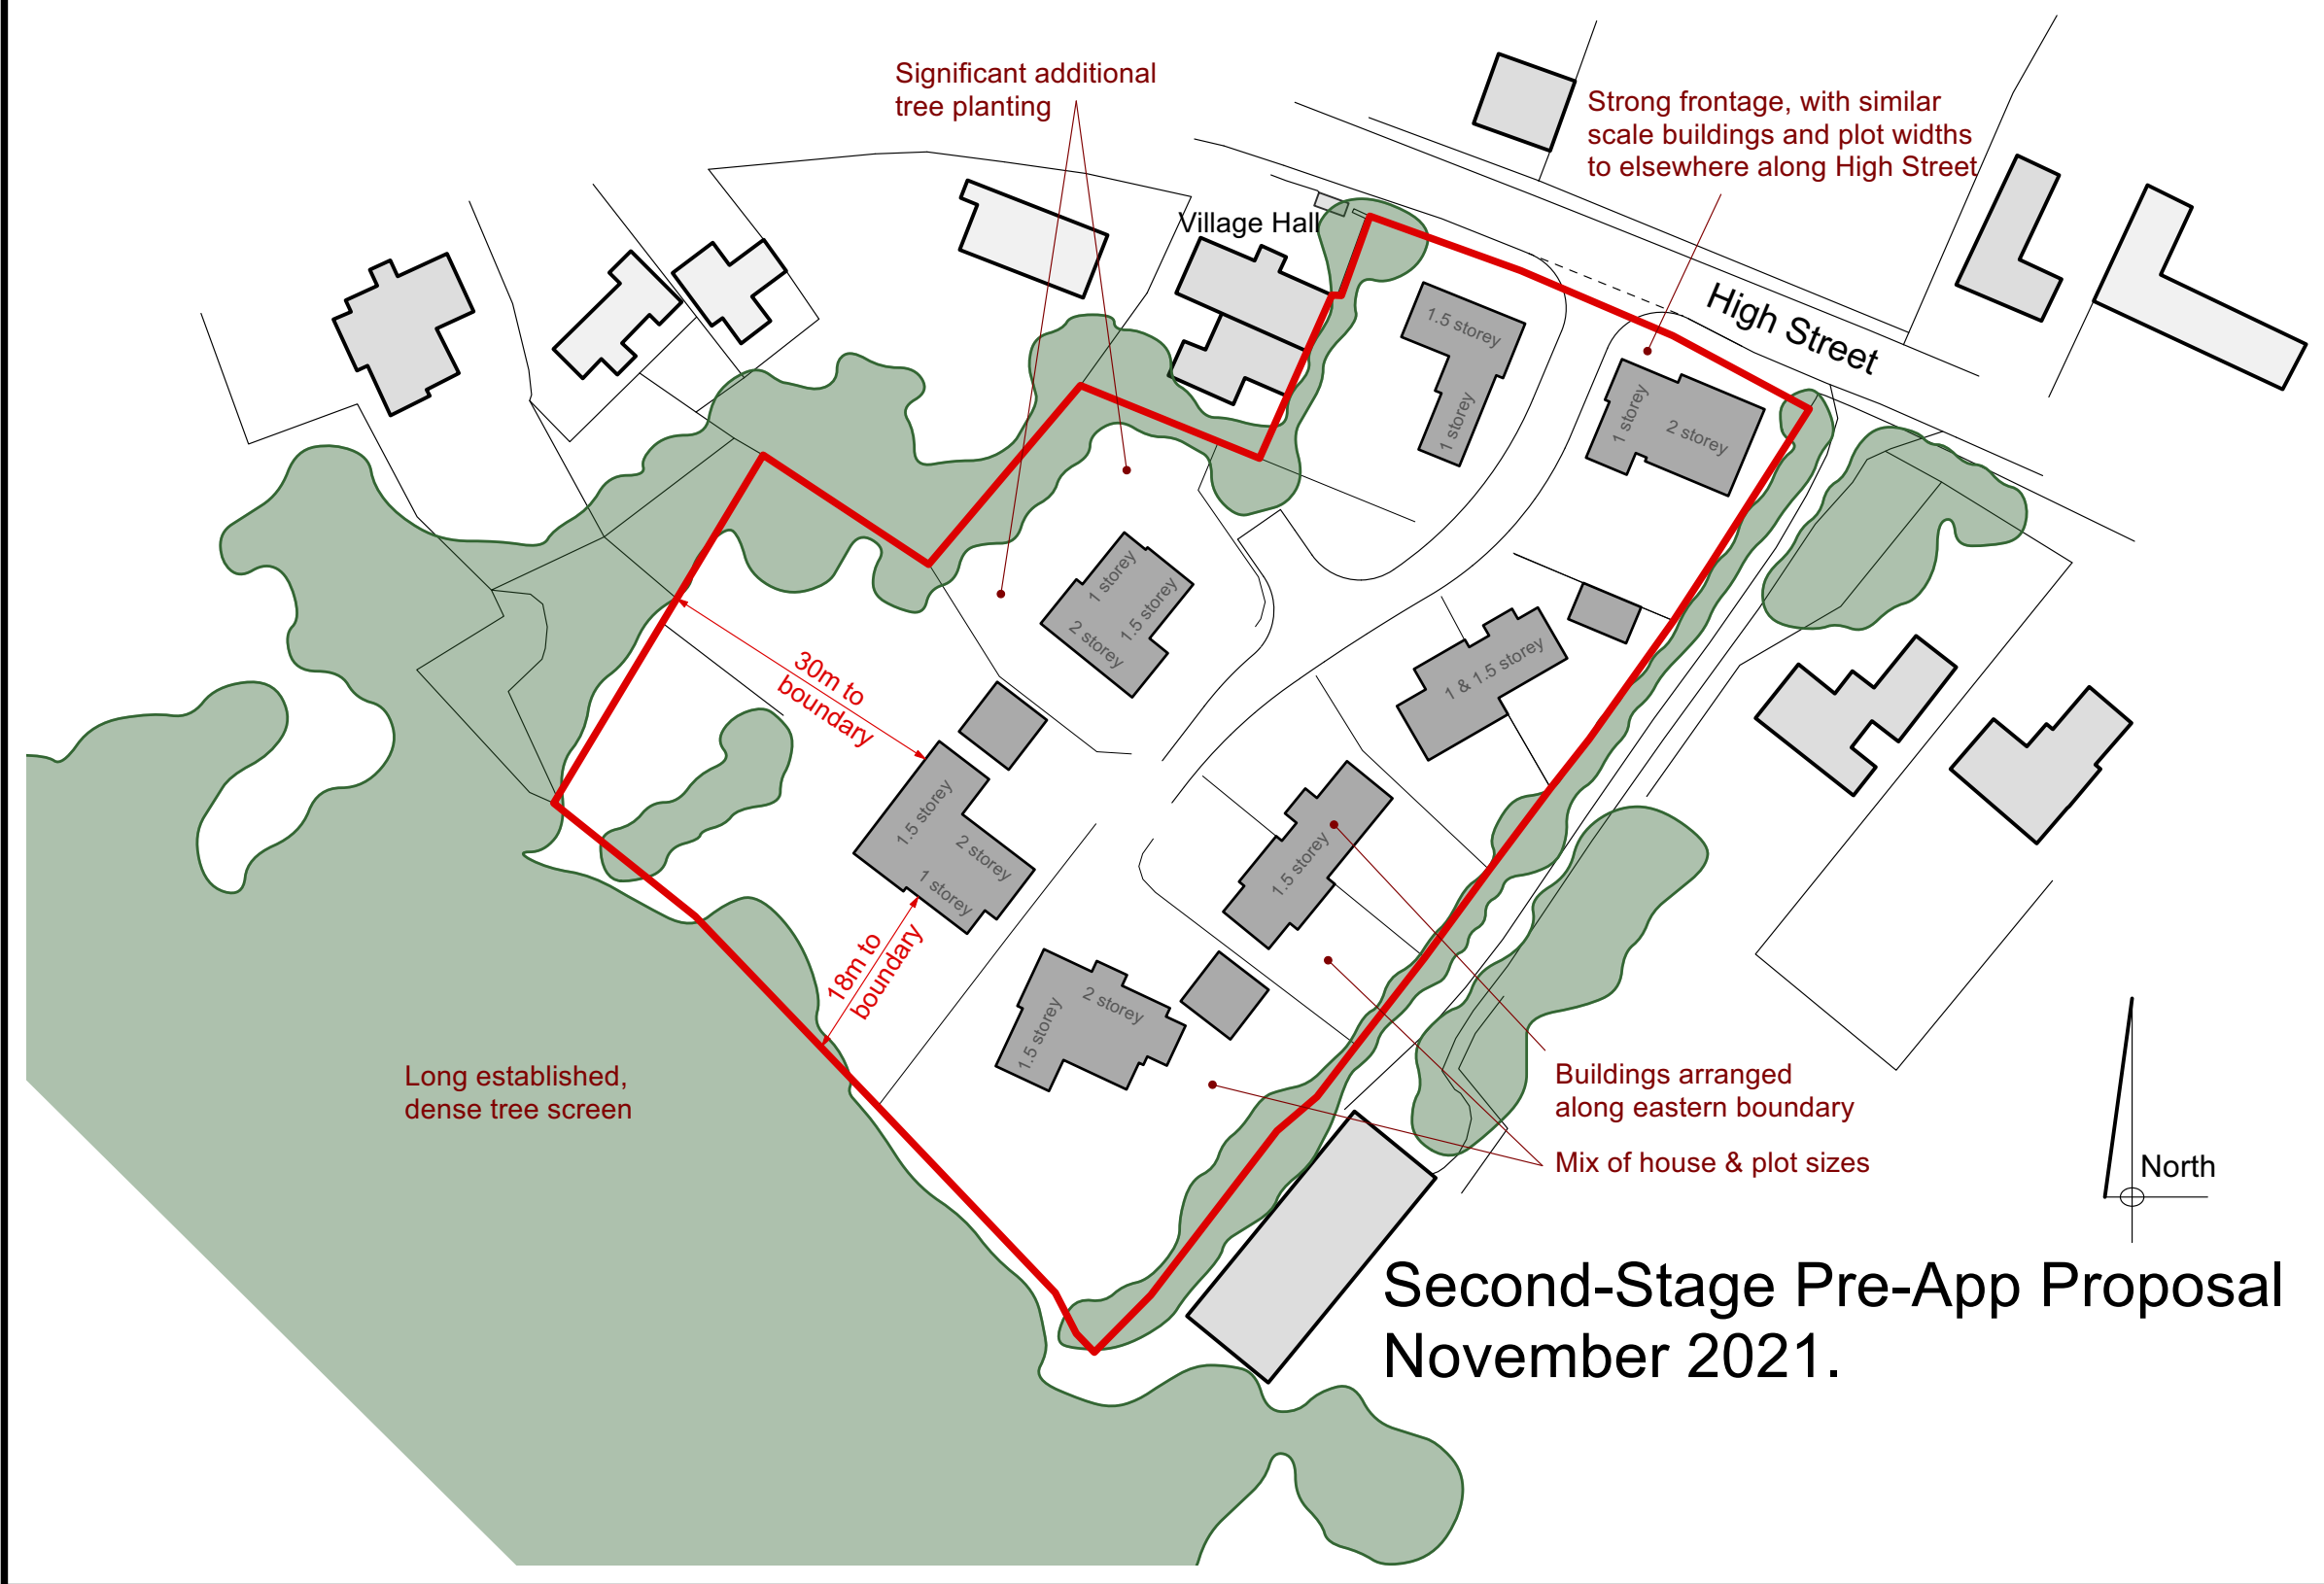 Significant additional
tree planting
Strong frontage, with similar
scale buildings and plot widths
to elsewhere along High Street
Village Hall
High Street
1.5 storey
1 storey
1 storey
2 storey
1 storey
1.5 storey
2 storey
30m to
boundary
1 & 1.5 storey
1.5 storey
2 storey
1 storey
1.5 storey
18m to
boundary
2 storey
1.5 storey
Long established,
dense tree screen
Buildings arranged
along eastern boundary
Mix of house & plot sizes
North
Second-Stage Pre-App Proposal
November 2021.